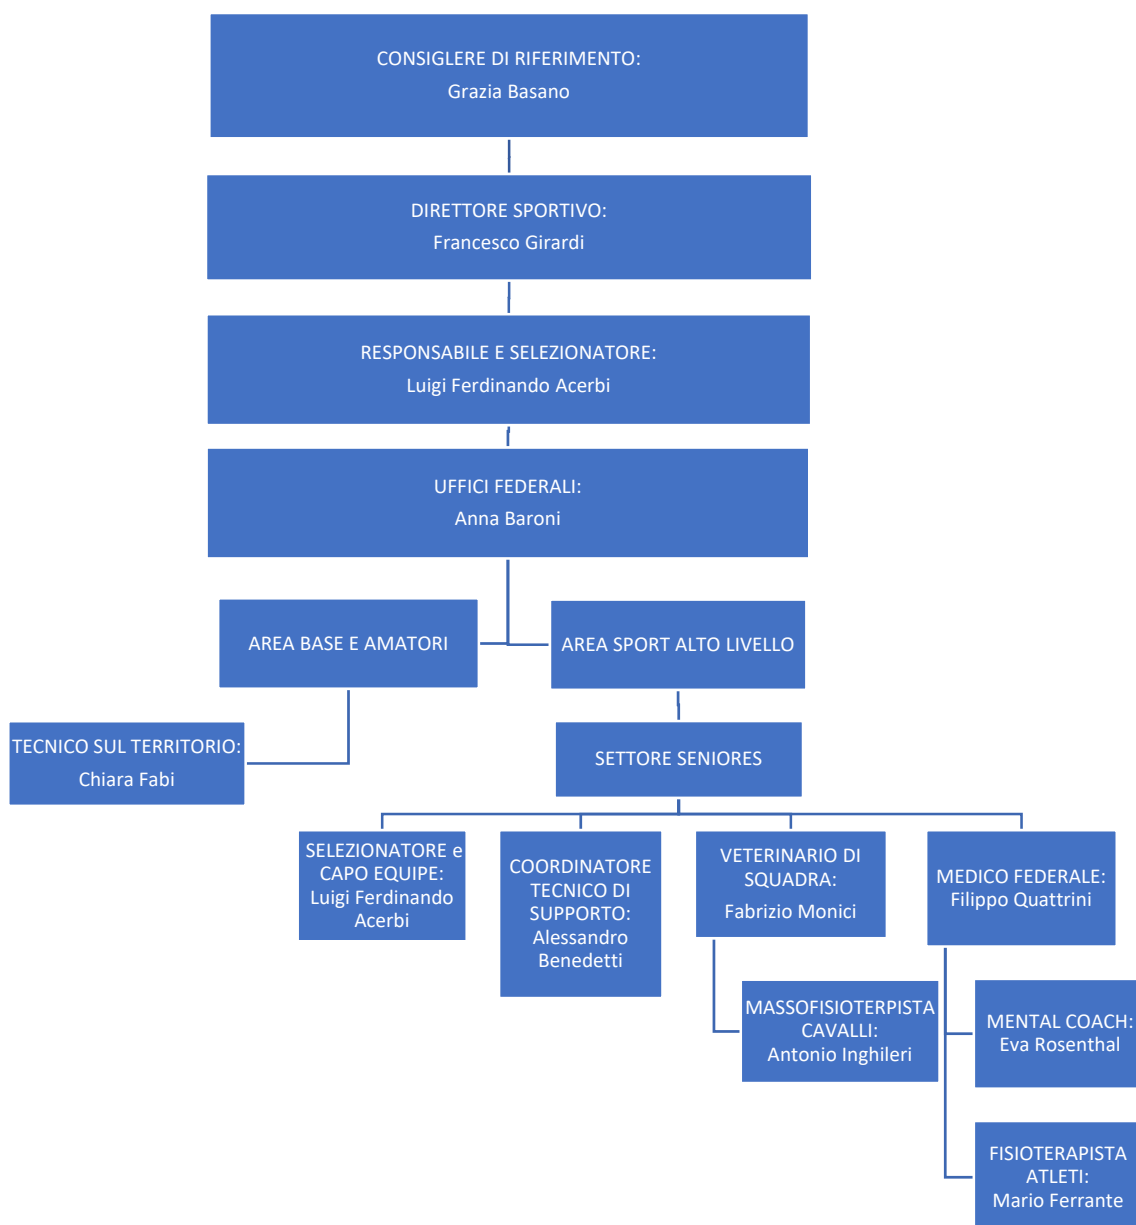 CONSIGLERE DI RIFERIMENTO:
Grazia Basano
DIRETTORE SPORTIVO:
Francesco Girardi
RESPONSABILE E SELEZIONATORE:
Luigi Ferdinando Acerbi
UFFICI FEDERALI:
Anna Baroni
AREA BASE E AMATORI
AREA SPORT ALTO LIVELLO
TECNICO SUL TERRITORIO:
Chiara Fabi
SETTORE SENIORES
SELEZIONATORE e
CAPO EQUIPE:
Luigi Ferdinando
Acerbi
COORDINATORE
TECNICO DI
SUPPORTO:
Alessandro
Benedetti
VETERINARIO DI
SQUADRA:
Fabrizio Monici
MEDICO FEDERALE:
Filippo Quattrini
MASSOFISIOTERPISTA
CAVALLI:
Antonio Inghileri
MENTAL COACH:
Eva Rosenthal
FISIOTERAPISTA
ATLETI:
Mario Ferrante